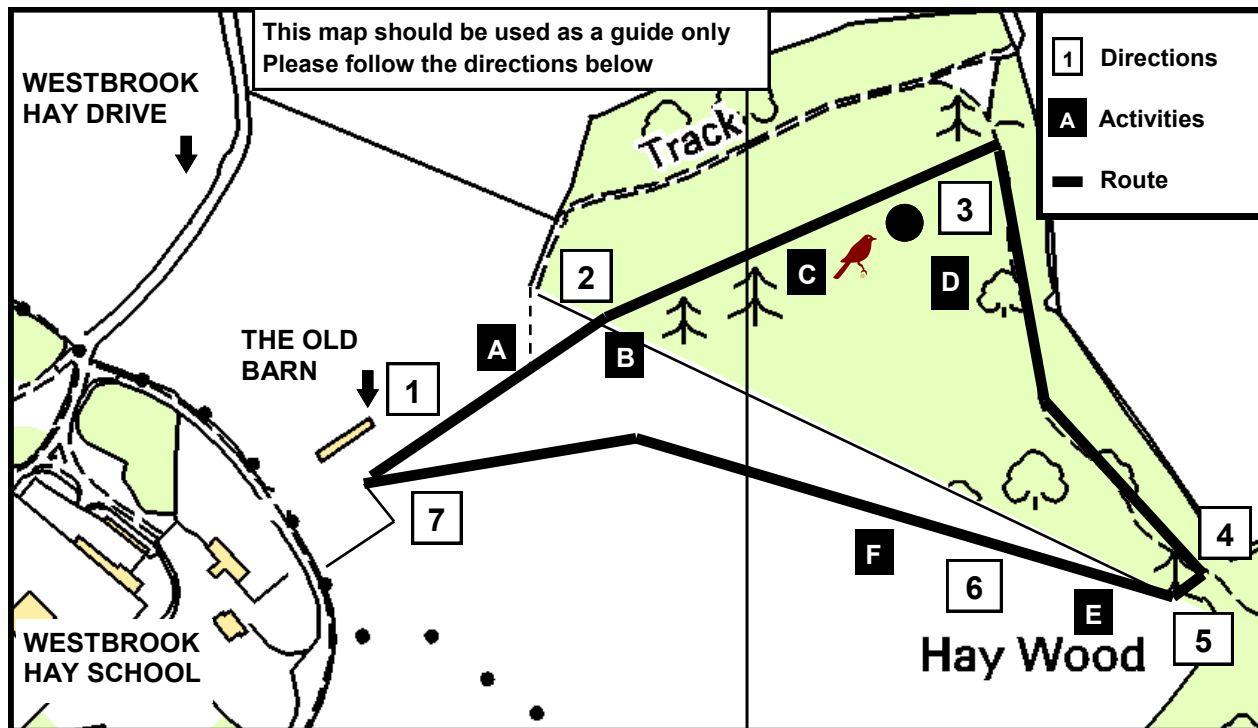 This map should be used as a guide only
Please follow the directions below
WESTBROOK
HAY DRIVE
1 Directions
A Activities
Route
Track
3
2
C
D
A
B
THE OLD
BARN
1
7
4
F
6
E
5
Hay Wood
WESTBROOK
HAY SCHOOL